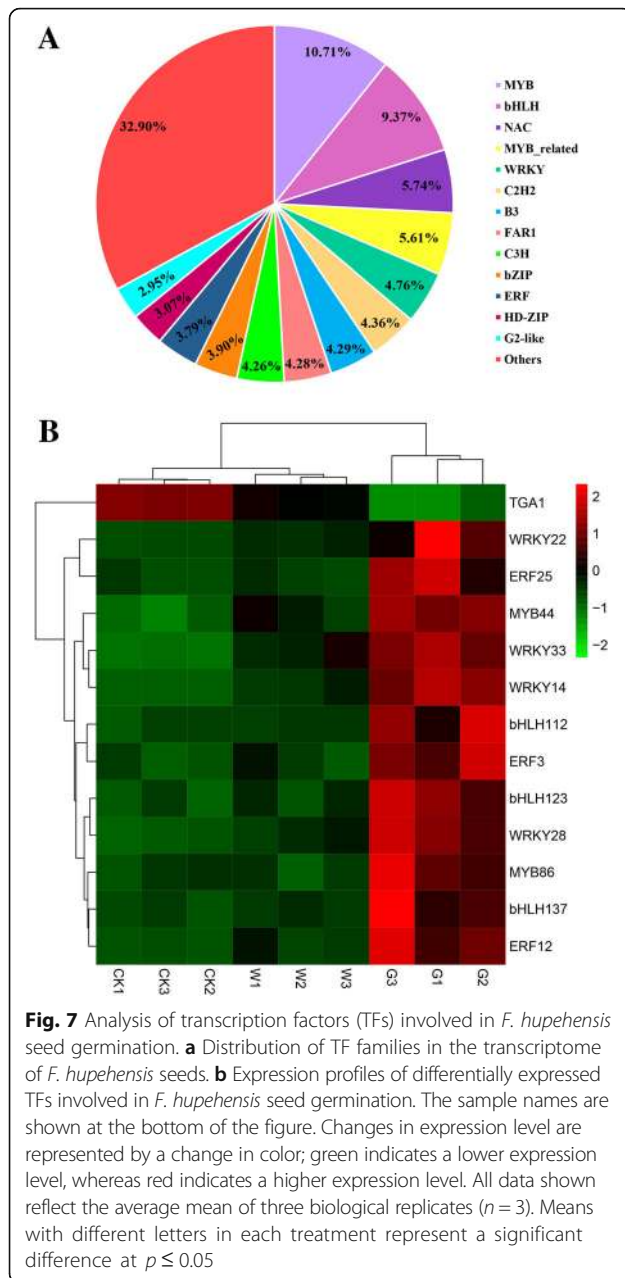 A
10.71%
9.37%
5.74%
5.61%
4.76%
4.36%
4.29%
4.28%
4.26%
3.90%
3.79%
3.07%
2.95%
32.90%
MYB
bHLH
NAC
MYB_related
WRKY
C2H2
B3
FAR1
C3H
bZIP
ERF
HD-ZIP
G2-like
Others
B
TGA1
WRKY22
ERF25
MYB44
WRKY33
WRKY14
bHLH112
ERF3
bHLH123
WRKY28
MYB86
bHLH137
ERF12
2
1
0
−1
−2
CK1
CK3
CK2
W1
W2
W3
G3
G1
G2
Fig. 7 Analysis of transcription factors (TFs) involved in F. hupehensis
seed germination. a Distribution of TF families in the transcriptome
of F. hupehensis seeds. b Expression profiles of differentially expressed
TFs involved in F. hupehensis seed germination. The sample names are
shown at the bottom of the figure. Changes in expression level are
represented by a change in color; green indicates a lower expression
level, whereas red indicates a higher expression level. All data shown
reflect the average mean of three biological replicates (n = 3). Means
with different letters in each treatment represent a significant
difference at p ≤ 0.05